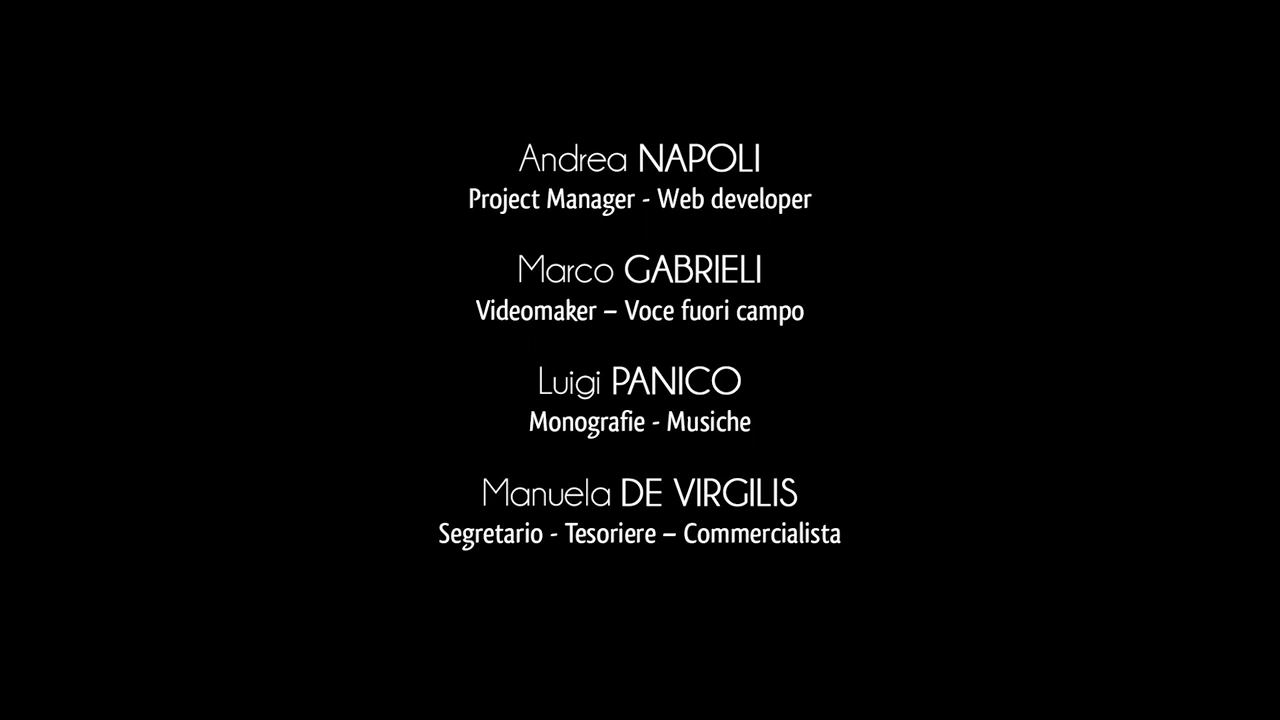 Andrea NAPOLI
Project Manager - Web developer
Marco GABRIELI
Videomaker – Voce fuori campo
Luigi PANICO
Monografie - Musiche
Manuela DE VIRGILIS
Segretario - Tesoriere – Commercialista